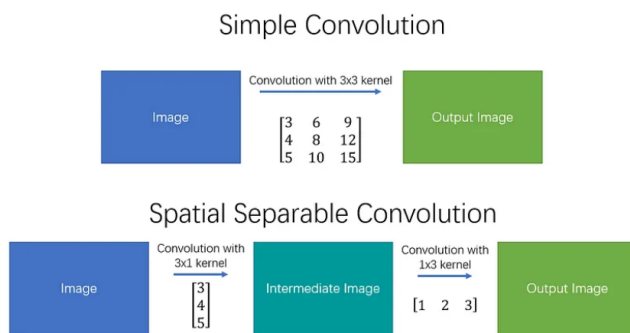 Simple Convolution
Convolution with 3x3 kernel
Image
3 6 9
4 8 12
5 10 15
Output Image
Spatial Separable Convolution
Image
Convolution with
3x1 kernel
3
4
5
Intermediate Image
Convolution with
1x3 kernel
[1 2 3]
Output Image